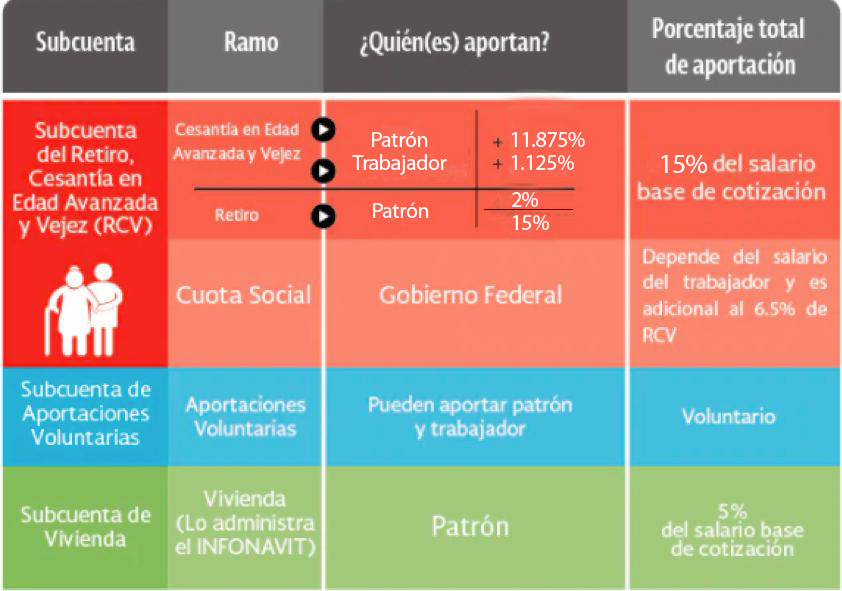 Subcuenta
Ramo
¿Quién(es) aportan?
Porcentaje total
de aportación
Subcuenta
del Retiro,
Cesantía en
Edad Avanzada
y Vejez (RCV)
Cesantía en Edad
Avanzada y Vejez
Patrón
Trabajador
+ 11.875%
+ 1.125%
Retiro
Patrón
2%
15%
15% del salario
base de cotización
Cuota Social
Gobierno Federal
Depende del salario
del trabajador y es
adicional al 6.5% de
RCV
Subcuenta de
Aportaciones
Voluntarias
Aportaciones
Voluntarias
Pueden aportar patrón
y trabajador
Voluntario
Subcuenta de
Vivienda
Vivienda
(Lo administra
el INFONAVIT)
Patrón
5%
del salario base
de cotización